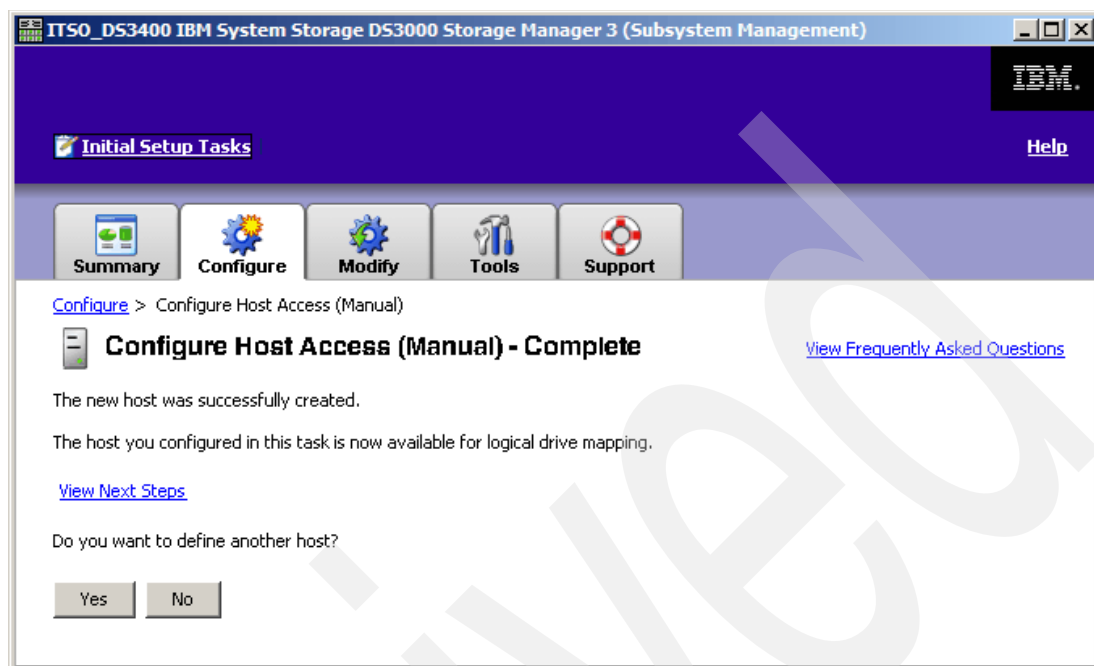 ITSO_DS3400 IBM System Storage DS3000 Storage Manager 3 (Subsystem Management)
IBM.
Initial Setup Tasks
Help
Summary
Configure
Modify
Tools
Support
Configure > Configure Host Access (Manual)
Configure Host Access (Manual) - Complete
View Frequently Asked Questions
The new host was successfully created.
The host you configured in this task is now available for logical drive mapping.
View Next Steps
Do you want to define another host?
Yes
No